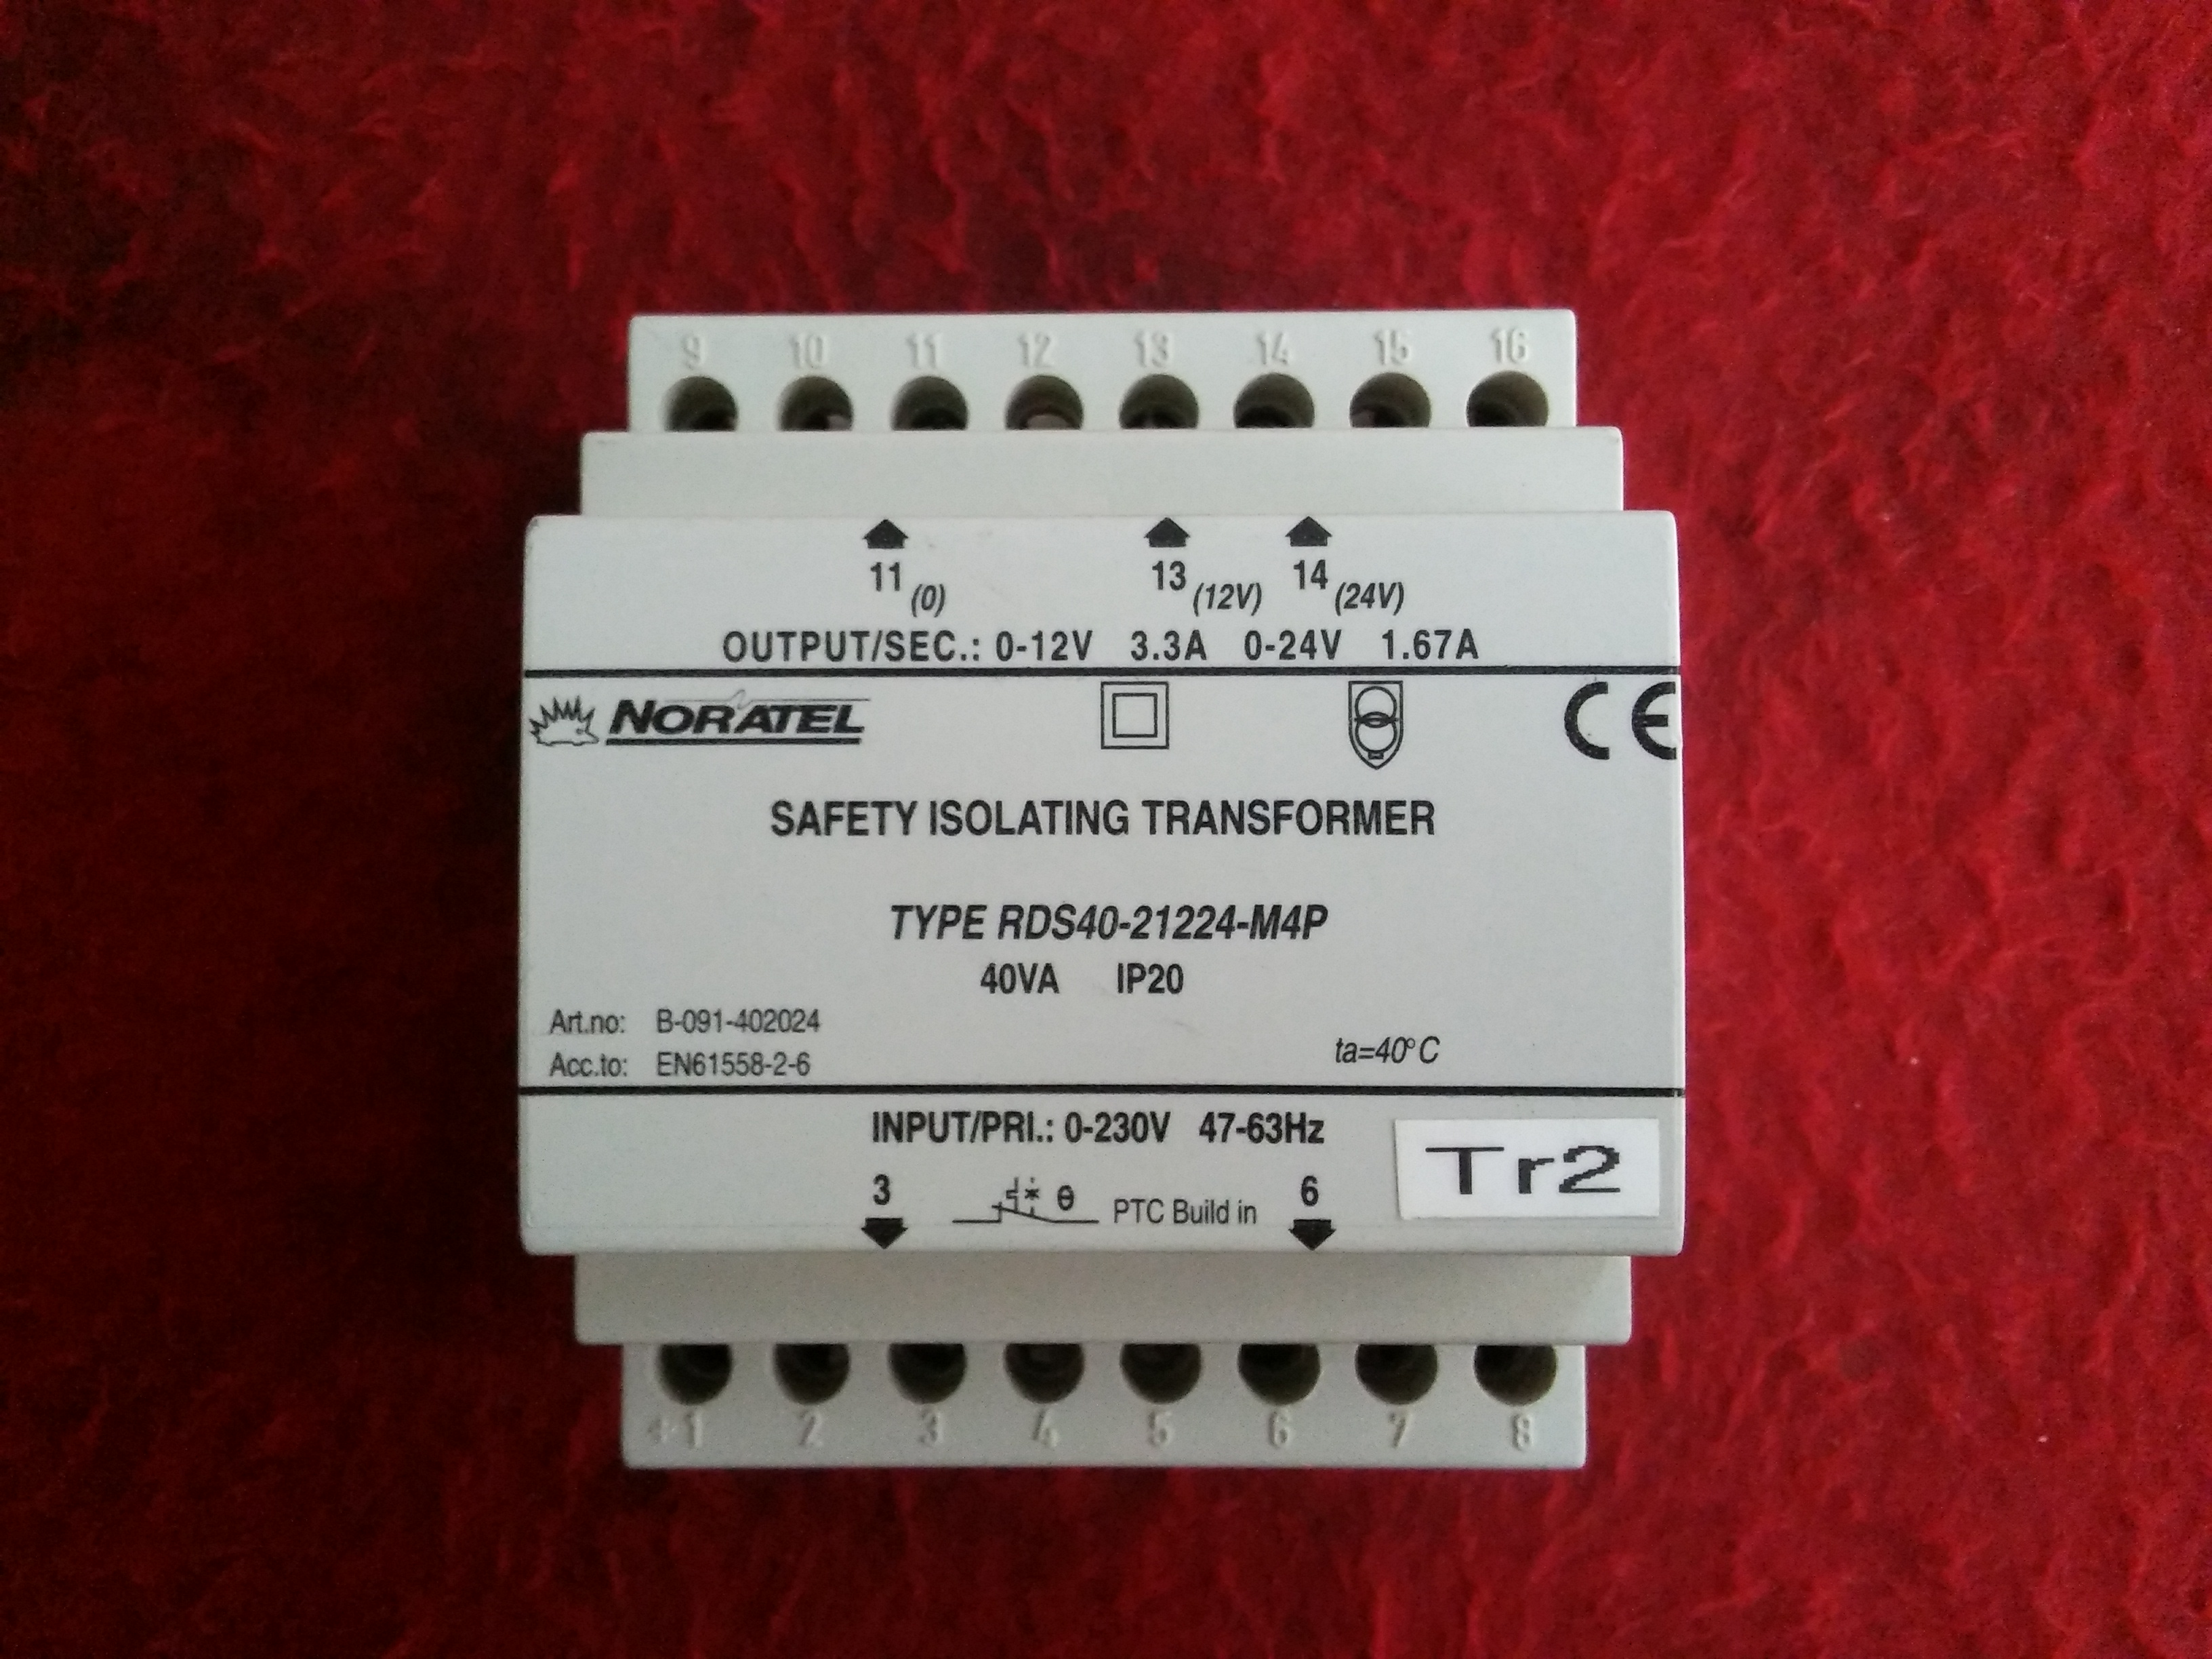 9 10 11 12 13 14 15 16
11 (0) 13 (12V) 14 (24V)
OUTPUT/SEC.: 0-12V 3.3A 0-24V 1.67A
NORATEL CE
SAFETY ISOLATING TRANSFORMER
TYPE RDS40-21224-M4P
40VA IP20
Art.no: B-091-402024
Acc.to: EN61558-2-6
ta=40°C
INPUT/PRI.: 0-230V 47-63Hz
Tr2
3 θ PTC Build in 6
+1 2 3 4 5 6 7 8